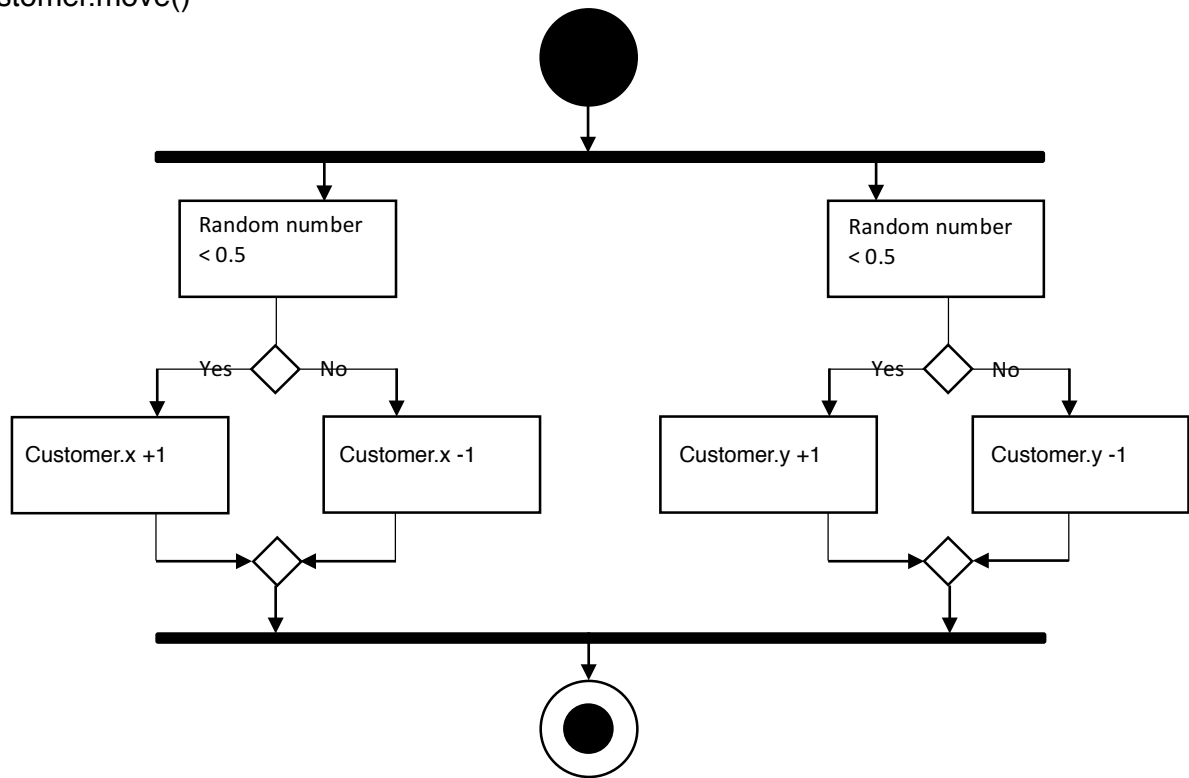 stomer.move()
Random number
< 0.5
Random number
< 0.5
Yes
No
Yes
No
Customer.x +1
Customer.x -1
Customer.y +1
Customer.y -1